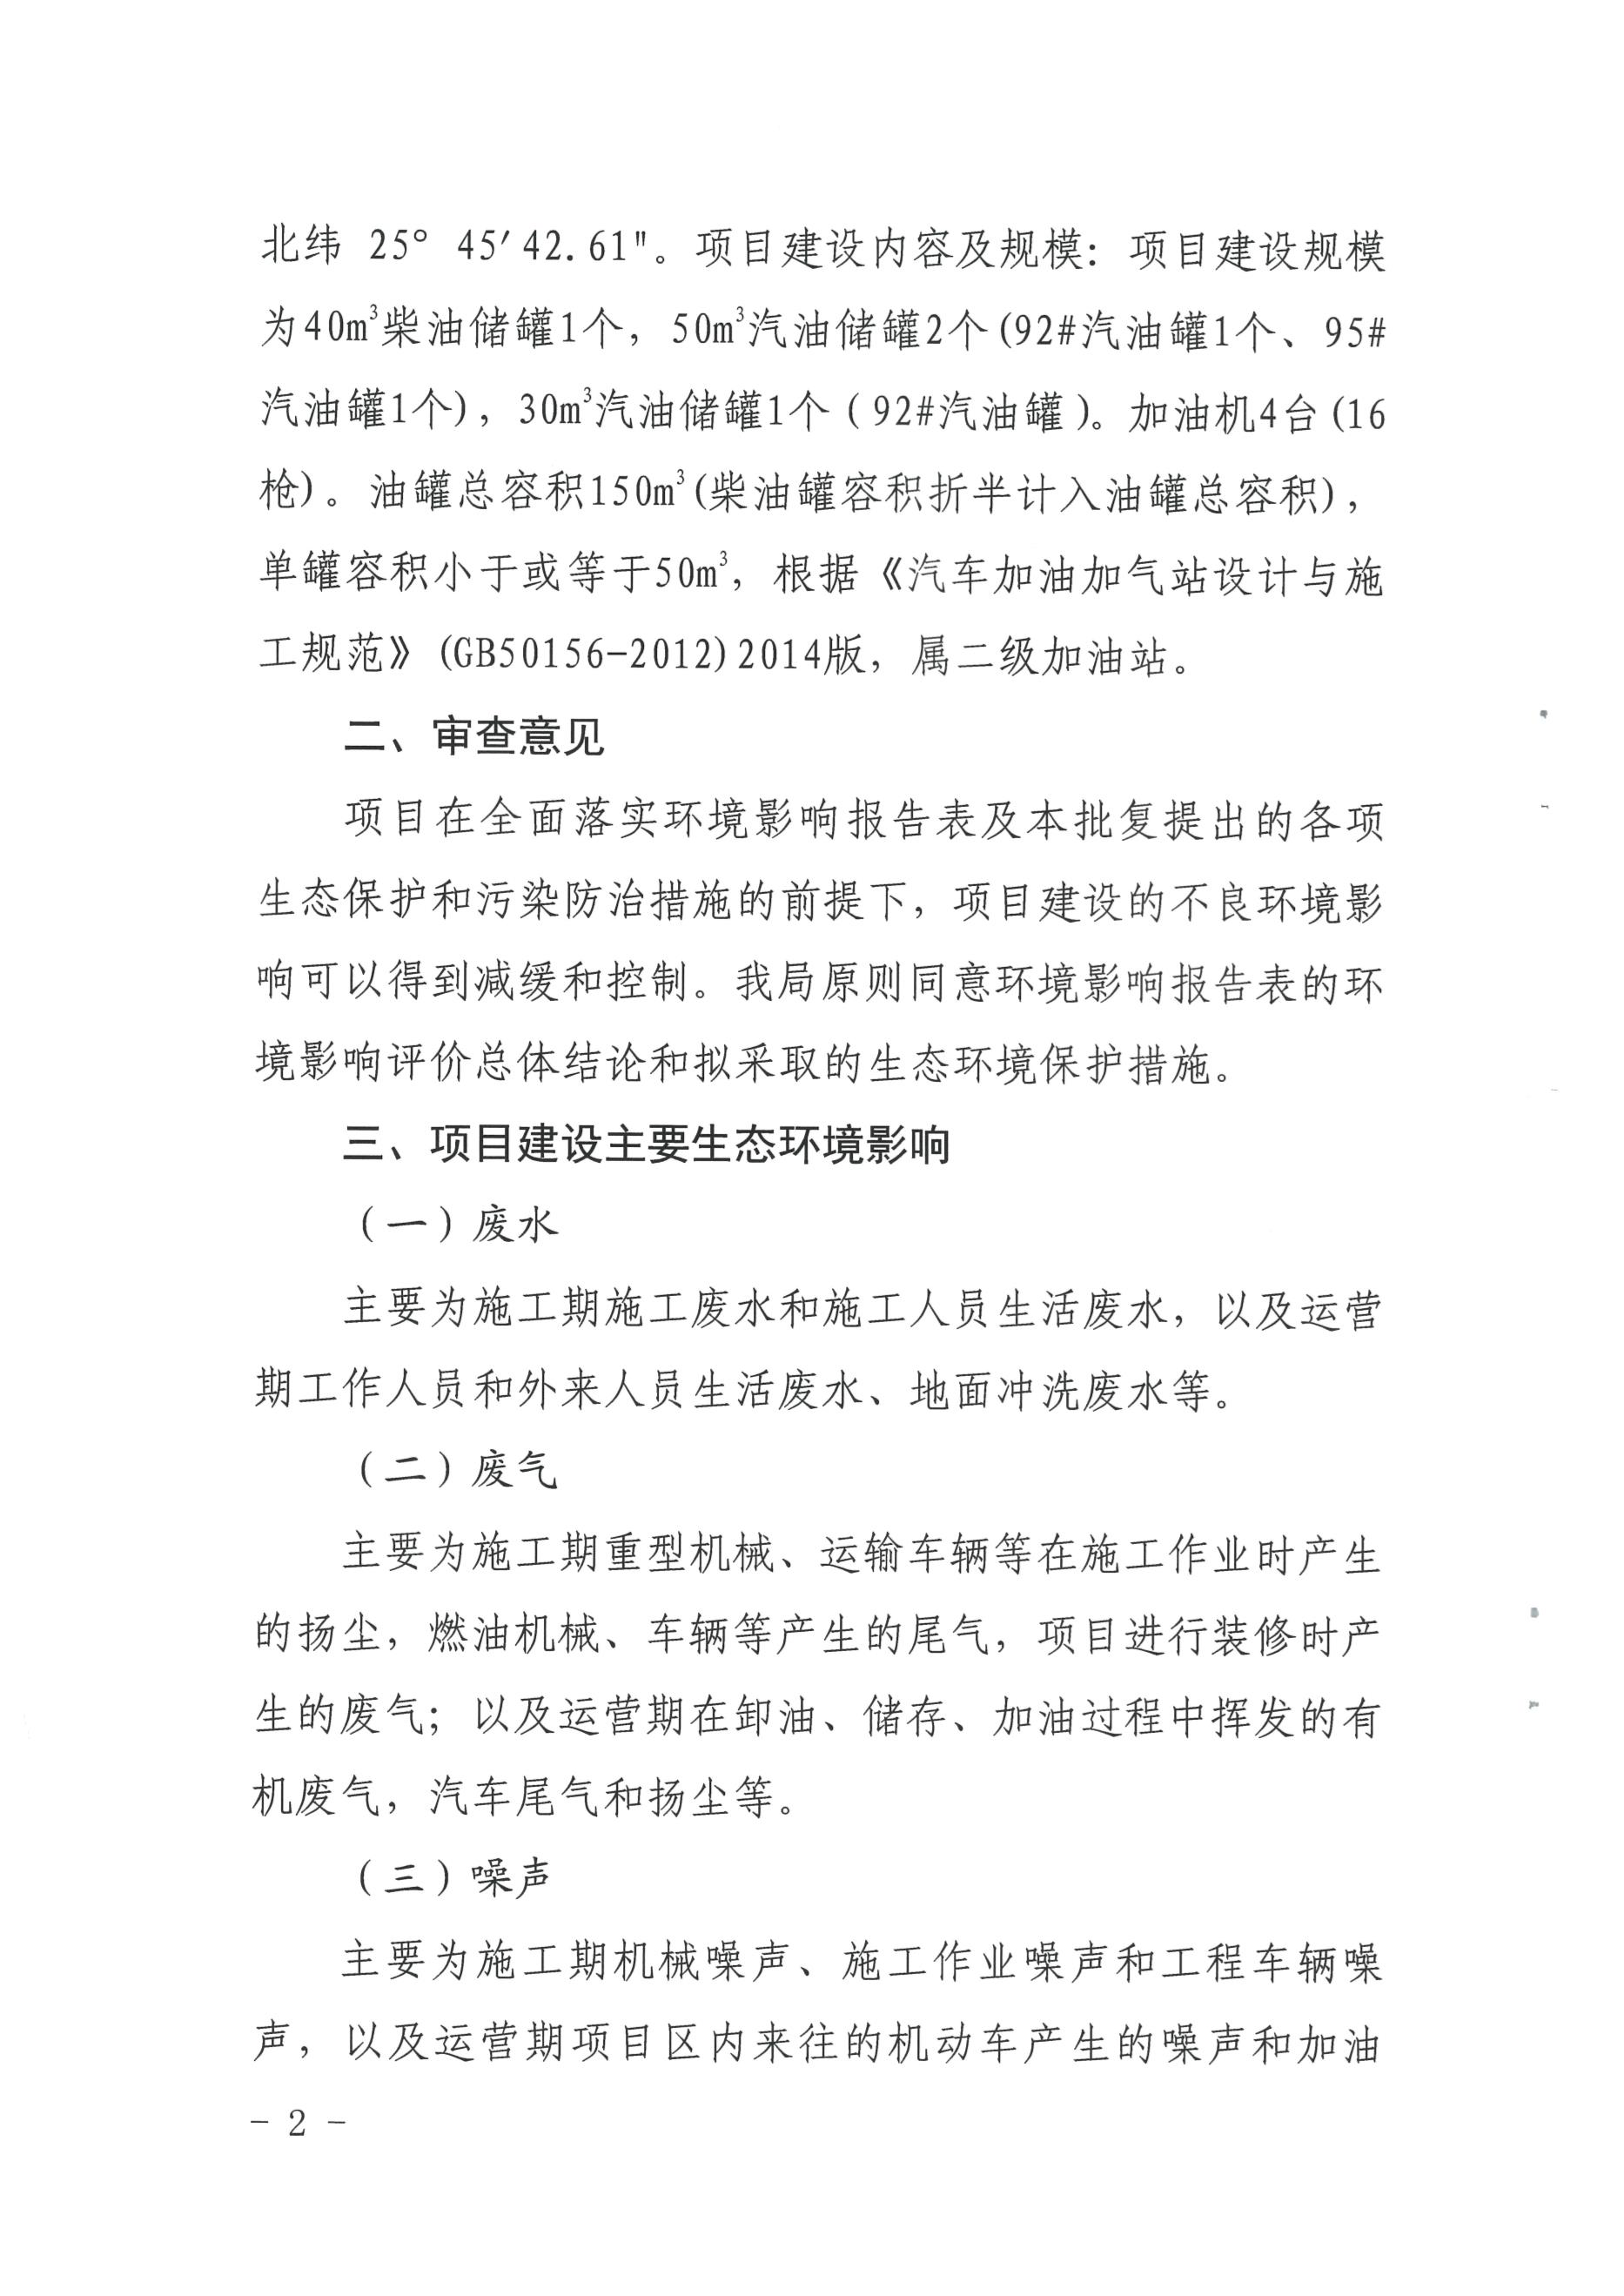 北纬 25° 45′ 42.61"。项目建设内容及规模：项目建设规模
为40m³柴油储罐1个，50m³汽油储罐2个(92#汽油罐1个、95#
汽油罐1个)，30m³汽油储罐1个（92#汽油罐）。加油机4台(16
枪)。油罐总容积150m³(柴油罐容积折半计入油罐总容积)，
单罐容积小于或等于50m³，根据《汽车加油加气站设计与施
工规范》(GB50156-2012)2014版，属二级加油站。
二、审查意见
项目在全面落实环境影响报告表及本批复提出的各项
生态保护和污染防治措施的前提下，项目建设的不良环境影
响可以得到减缓和控制。我局原则同意环境影响报告表的环
境影响评价总体结论和拟采取的生态环境保护措施。
三、项目建设主要生态环境影响
（一）废水
主要为施工期施工废水和施工人员生活废水，以及运营
期工作人员和外来人员生活废水、地面冲洗废水等。
（二）废气
主要为施工期重型机械、运输车辆等在施工作业时产生
的扬尘，燃油机械、车辆等产生的尾气，项目进行装修时产
生的废气；以及运营期在卸油、储存、加油过程中挥发的有
机废气，汽车尾气和扬尘等。
（三）噪声
主要为施工期机械噪声、施工作业噪声和工程车辆噪
声，以及运营期项目区内来往的机动车产生的噪声和加油
- 2 -